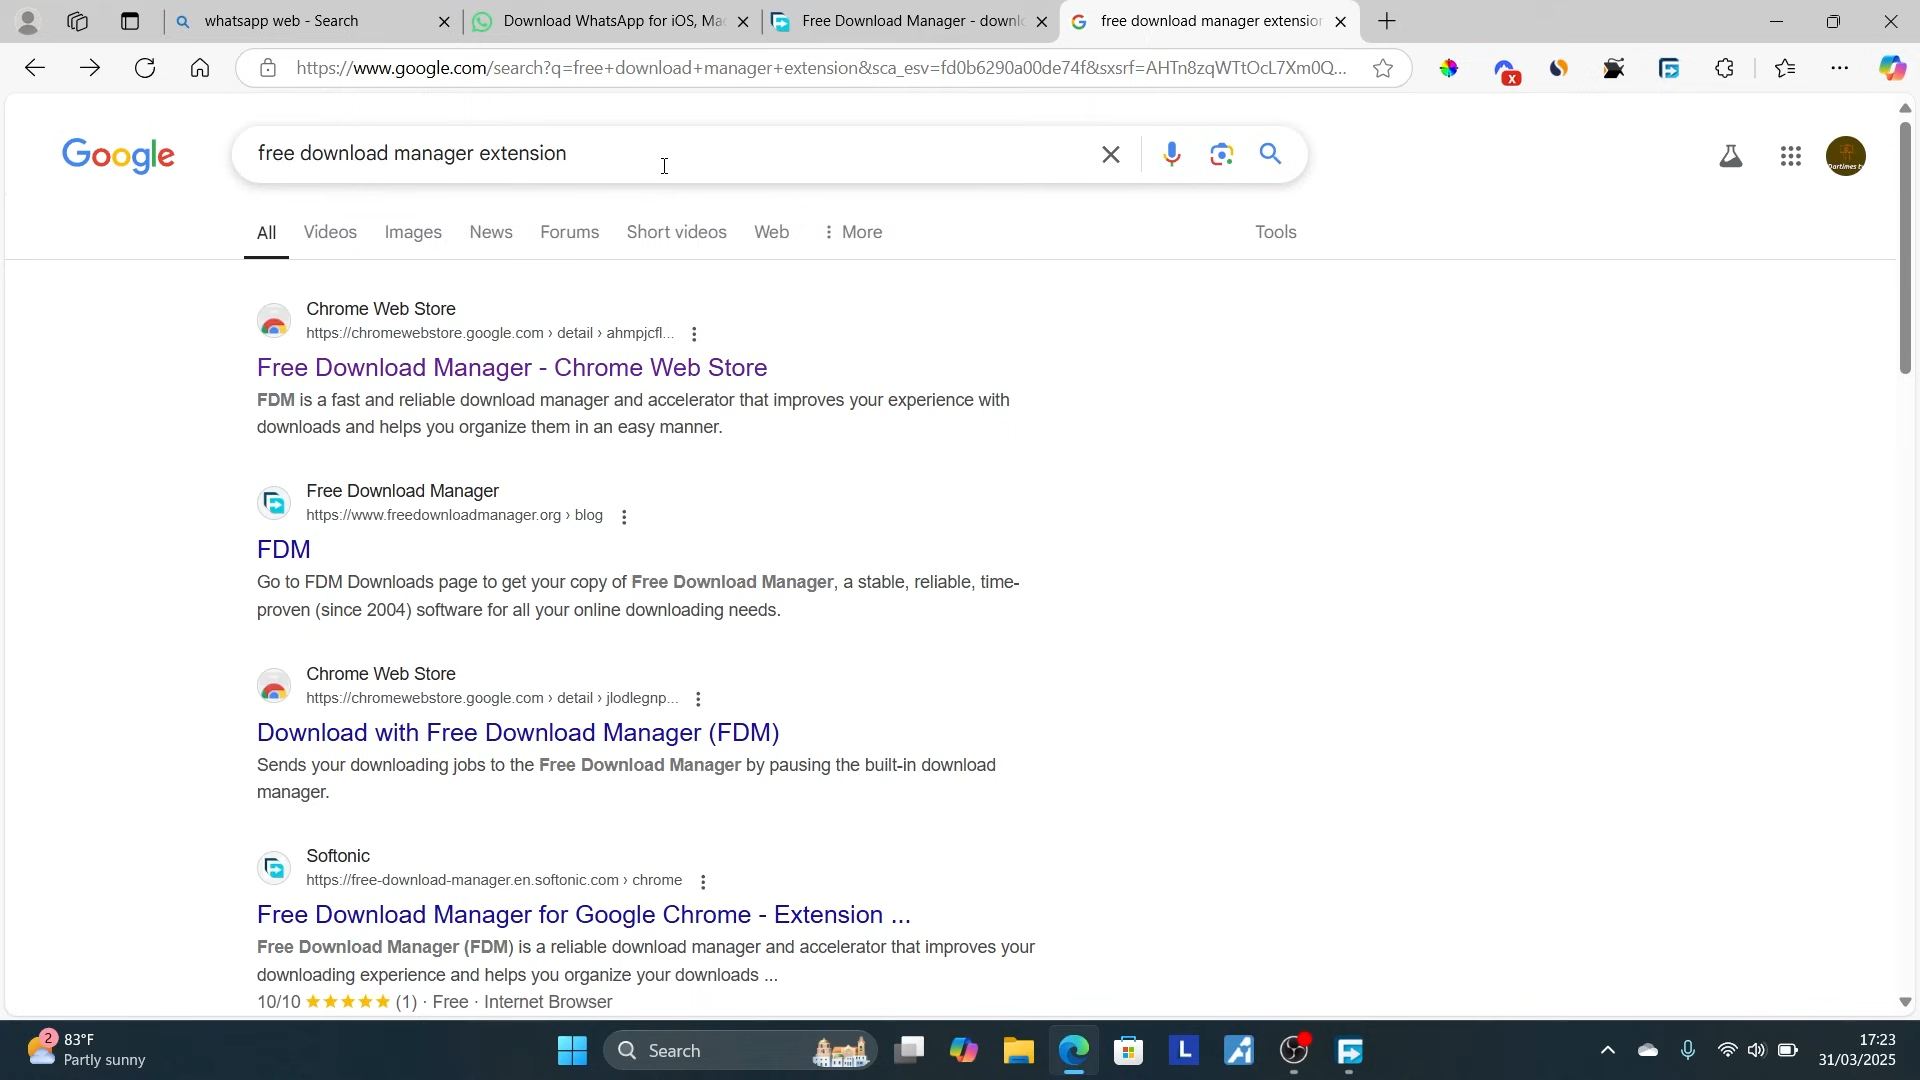 whatsapp web - Search
Download WhatsApp for iOS, Mac
Free Download Manager - downl
free download manager extension
https://www.google.com/search?q=free+download+manager+extension&sca_esv=fd0b6290a00de74f&sxsrf=AHTn8zqWTtOcL7Xm0Q...
x
Google
free download manager extension
All Videos Images News Forums Short videos Web More Tools
Chrome Web Store
https://chromewebstore.google.com › detail › ahmpjcfl...
Free Download Manager - Chrome Web Store
FDM is a fast and reliable download manager and accelerator that improves your experience with
downloads and helps you organize them in an easy manner.
Free Download Manager
https://www.freedownloadmanager.org › blog
FDM
Go to FDM Downloads page to get your copy of Free Download Manager, a stable, reliable, time-
proven (since 2004) software for all your online downloading needs.
Chrome Web Store
https://chromewebstore.google.com › detail › jlodlegnp...
Download with Free Download Manager (FDM)
Sends your downloading jobs to the Free Download Manager by pausing the built-in download
manager.
Softonic
https://free-download-manager.en.softonic.com › chrome
Free Download Manager for Google Chrome - Extension ...
Free Download Manager (FDM) is a reliable download manager and accelerator that improves your
downloading experience and helps you organize your downloads ...
10/10 ★★★★★ (1) · Free · Internet Browser
2
83°F
Partly sunny
Search
L
17:23
31/03/2025